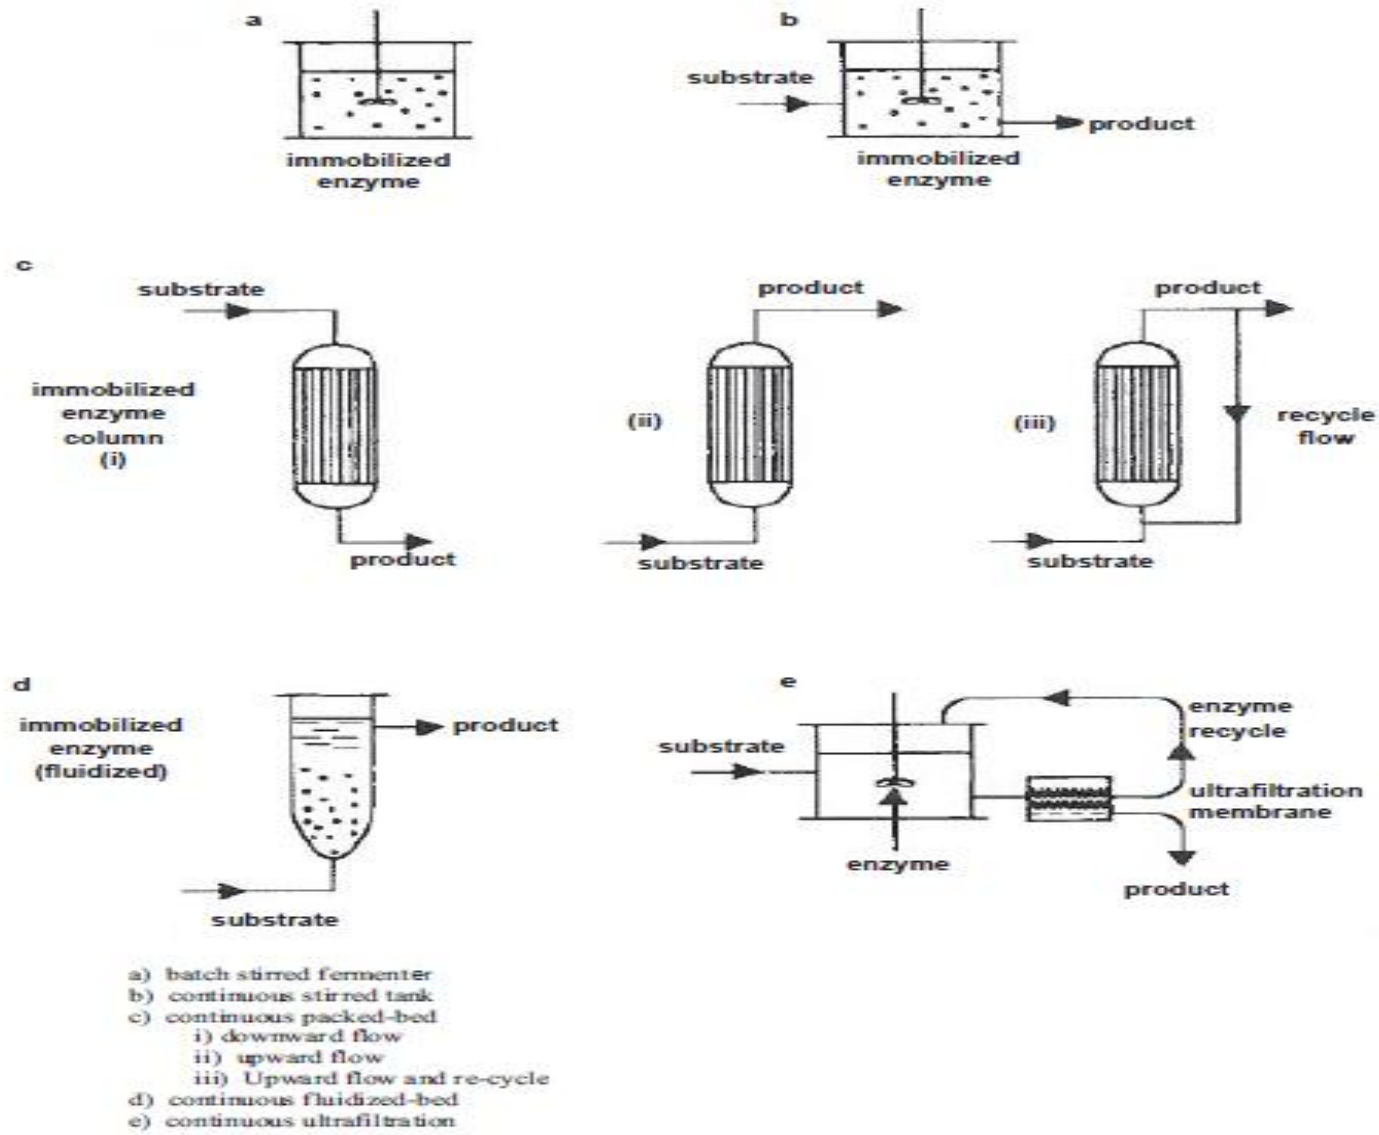 a
immobilized
enzyme
b
substrate
product
immobilized
enzyme
c
substrate
immobilized
enzyme
column
(i)
product
product
(ii)
substrate
product
(iii)
recycle
flow
substrate
d
immobilized
enzyme
(fluidized)
product
substrate
e
substrate
enzyme
recycle
ultrafiltration
membrane
enzyme
product
a) batch stirred fermenter
b) continuous stirred tank
c) continuous packed-bed
i) downward flow
ii) upward flow
iii) Upward flow and re-cycle
d) continuous fluidized-bed
e) continuous ultrafiltration